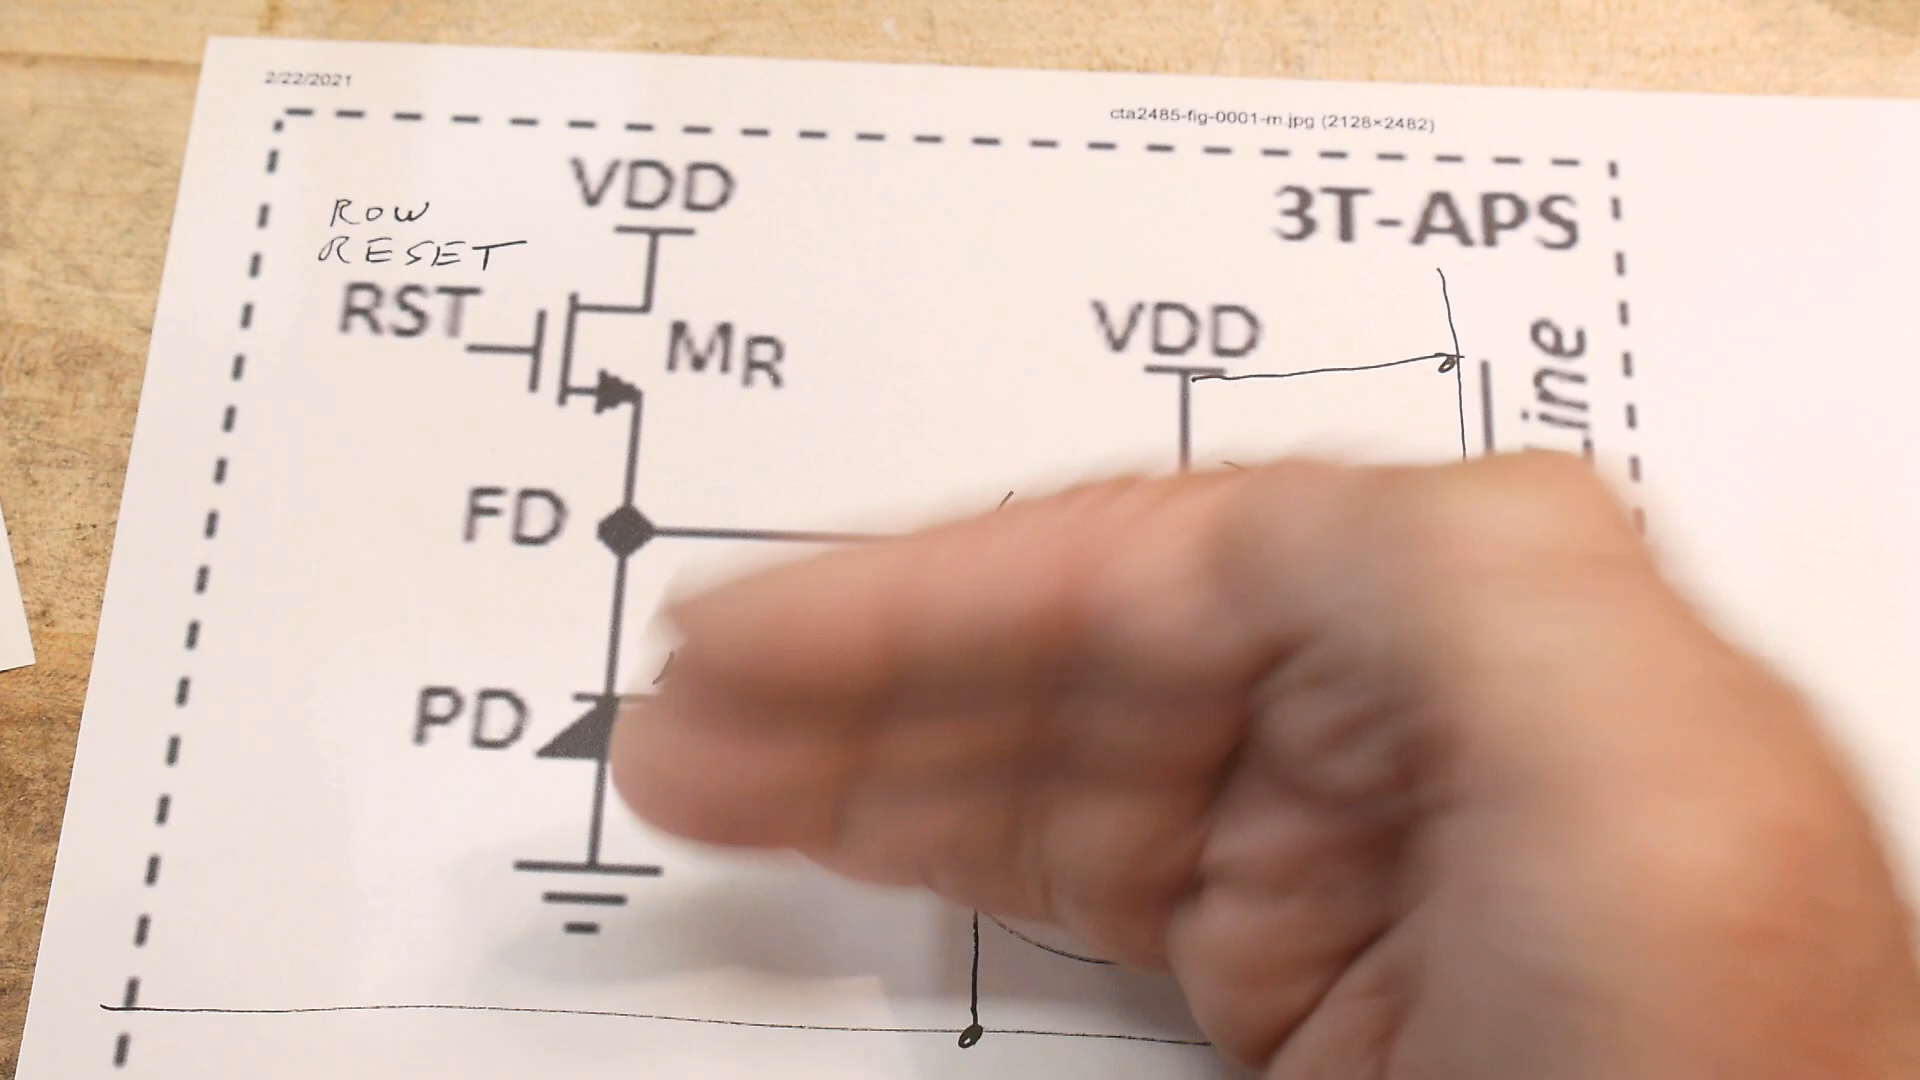 2/22/2021
cta2485-fig-0001-m.jpg (2128×2482)
VDD
3T-APS
ROW
RESET
RST
MR
VDD
Line
FD
PD